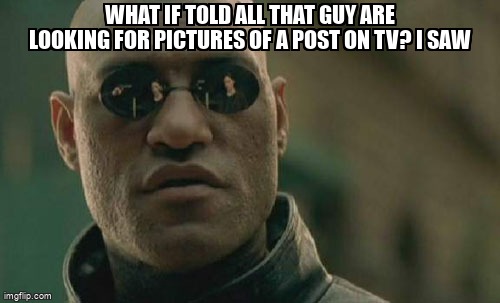 WHAT IF TOLD ALL THAT GUY ARE
LOOKING FOR PICTURES OF A POST ON TV? I SAW
imgflip.com